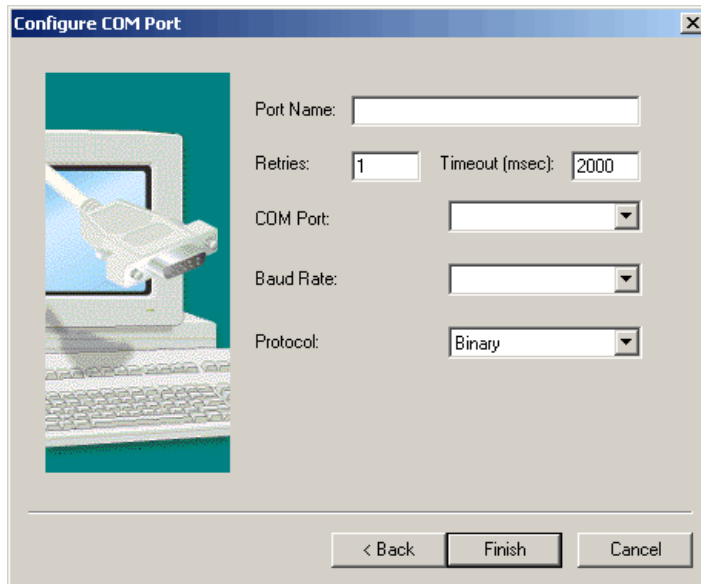 Configure COM Port
Port Name:
Retries: 1 Timeout (msec): 2000
COM Port:
Baud Rate:
Protocol: Binary
< Back Finish Cancel